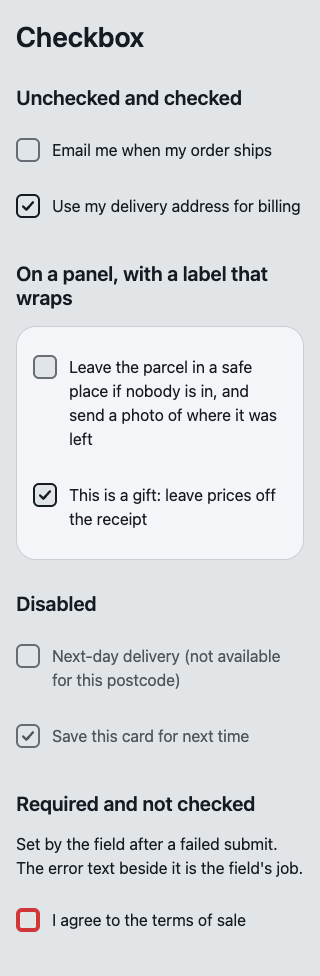 Checkbox
Unchecked and checked
Email me when my order ships
Use my delivery address for billing
On a panel, with a label that
wraps
Leave the parcel in a safe
place if nobody is in, and
send a photo of where it was
left
This is a gift: leave prices off
the receipt
Disabled
Next-day delivery (not available
for this postcode)
Save this card for next time
Required and not checked
Set by the field after a failed submit.
The error text beside it is the field's job.
I agree to the terms of sale